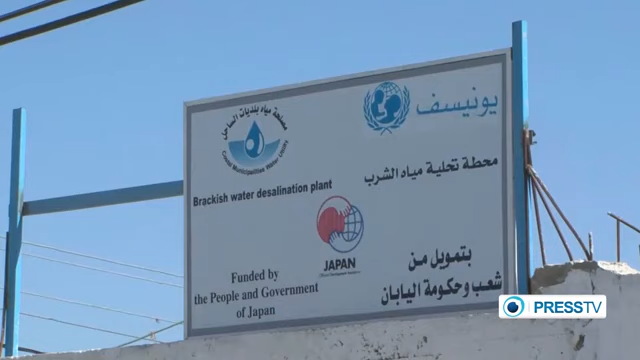 مصلحة مياه بلديات الساحل
Coastal Municipalities Water Utility
يونيسف
Brackish water desalination plant
محطة تحلية مياه الشرب
JAPAN
Funded by
the People and Government
of Japan
بتمويل من
شعب وحكومة اليابان
PRESSTV